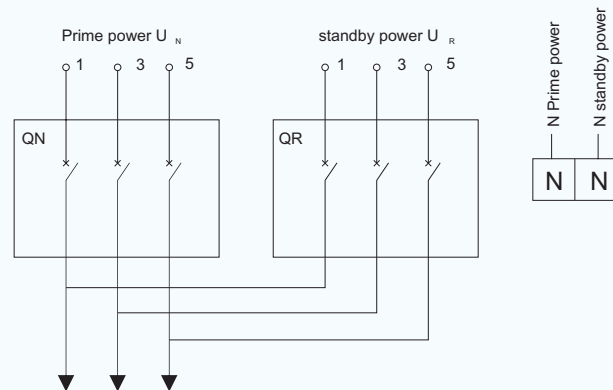 Prime power U N
standby power U R
1 3 5
1 3 5
QN
QR
N Prime power
N standby power
N N